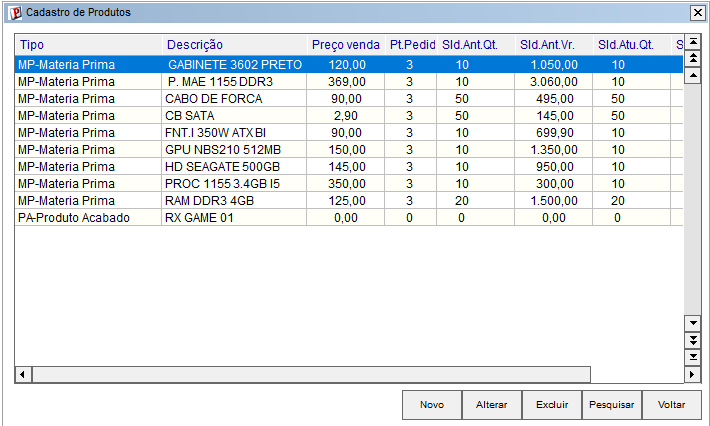 Cadastro de Produtos
Tipo Descrição Preço venda Pt.Pedid Sld.Ant.Qt. Sld.Ant.Vr. Sld.Atu.Qt. S
MP-Materia Prima GABINETE 3602 PRETO 120,00 3 10 1.050,00 10
MP-Materia Prima P. MAE 1155 DDR3 369,00 3 10 3.060,00 10
MP-Materia Prima CABO DE FORCA 90,00 3 50 495,00 50
MP-Materia Prima CB SATA 2,90 3 50 145,00 50
MP-Materia Prima FNT.I 350W ATX BI 90,00 3 10 699,90 10
MP-Materia Prima GPU NBS210 512MB 150,00 3 10 1.350,00 10
MP-Materia Prima HD SEAGATE 500GB 145,00 3 10 950,00 10
MP-Materia Prima PROC 1155 3.4GB I5 350,00 3 10 300,00 10
MP-Materia Prima RAM DDR3 4GB 125,00 3 20 1.500,00 20
PA-Produto Acabado RX GAME 01 0,00 0 0 0,00 0
Novo Alterar Excluir Pesquisar Voltar